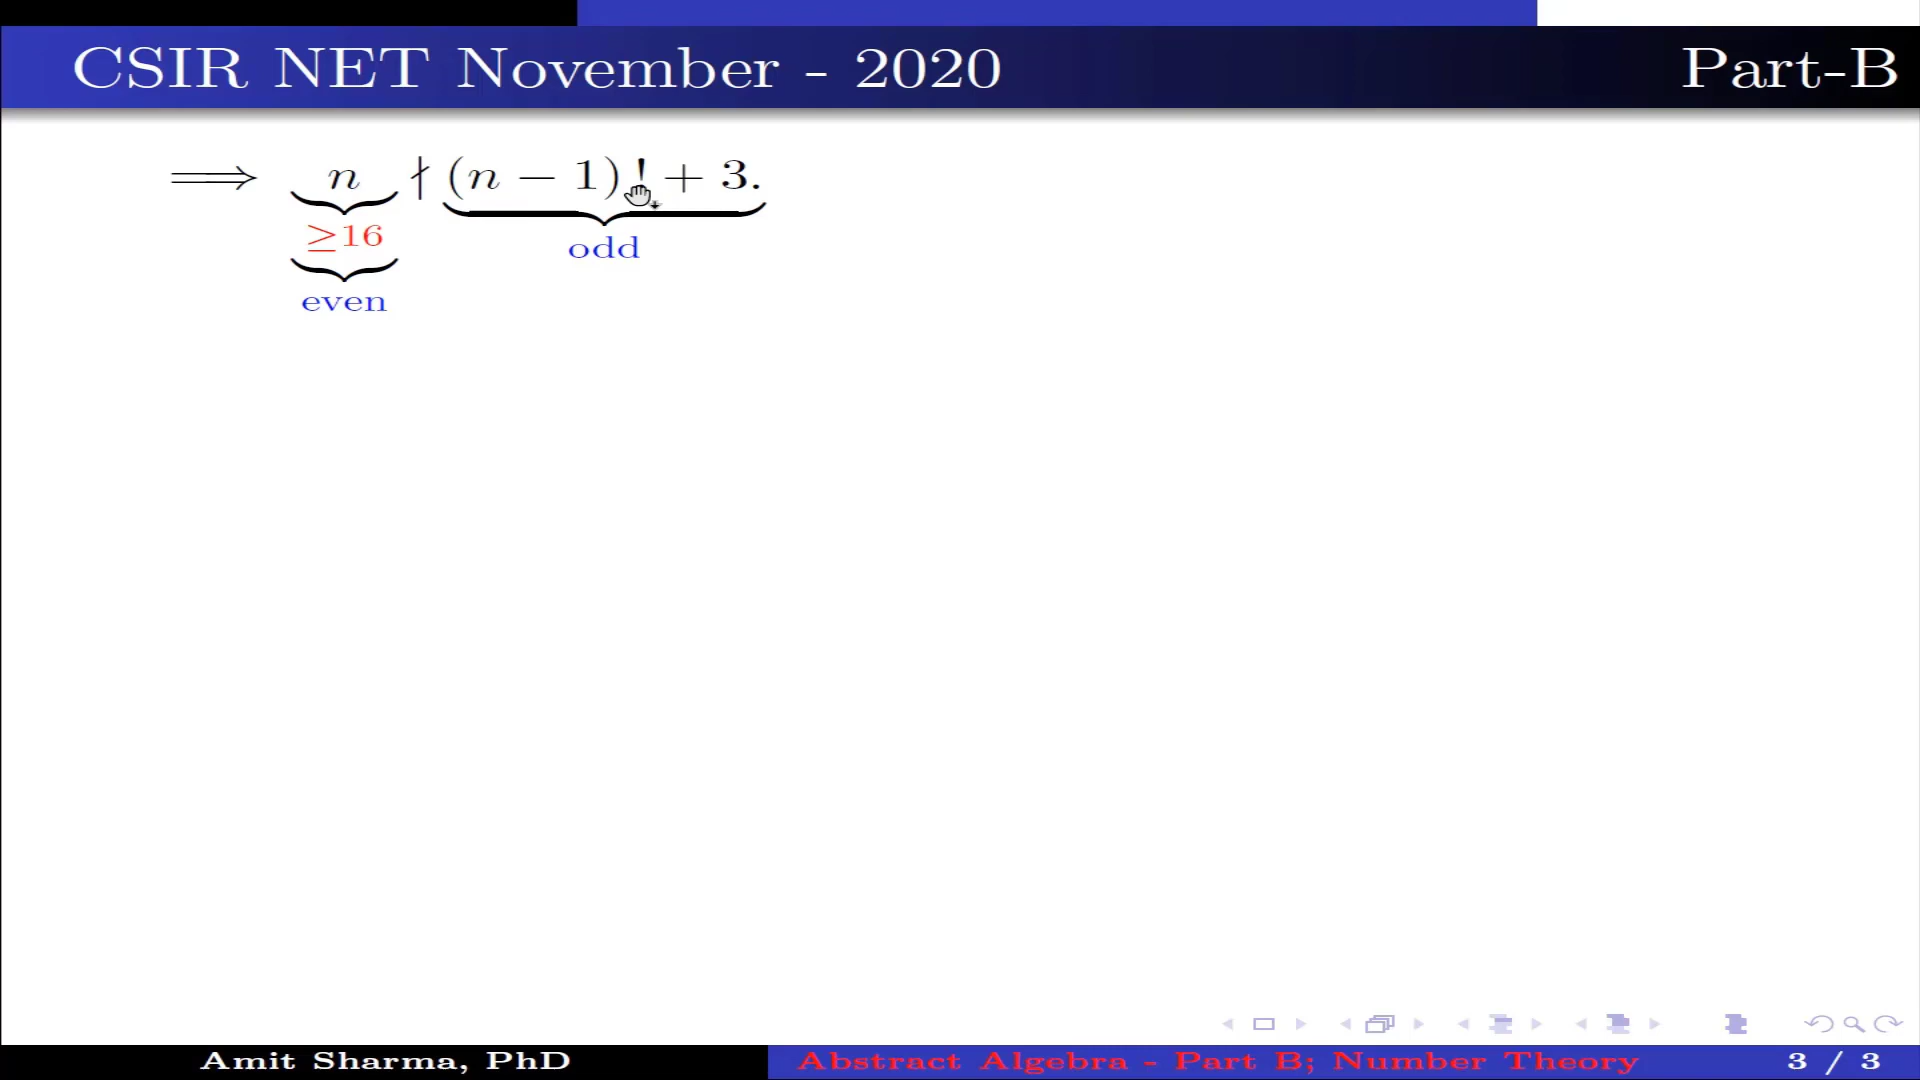 CSIR NET November - 2020 Part-B
⟹ n ∤ (n − 1)! + 3.
≥16 odd
even
Amit Sharma, PhD Abstract Algebra - Part B; Number Theory 3 / 3